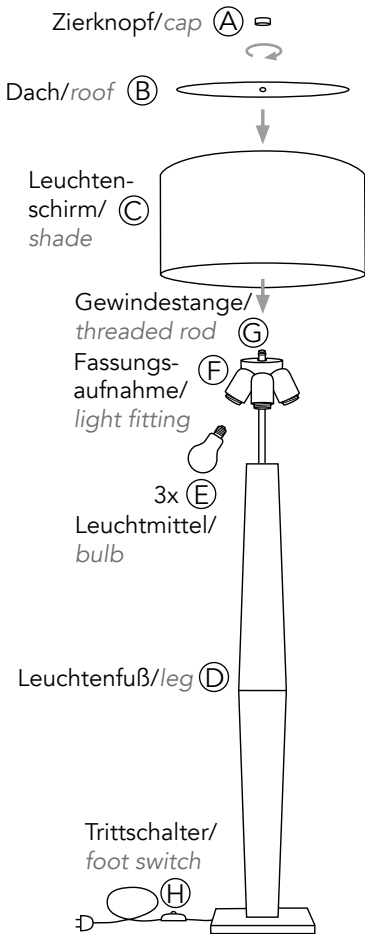 Zierknopf/cap A
Dach/roof B
Leuchten-
schirm/ C
shade
Gewindestange/
threaded rod G
Fassungs- F
aufnahme/
light fitting
3x E
Leuchtmittel/
bulb
Leuchtenfuß/leg D
Trittschalter/
foot switch
H